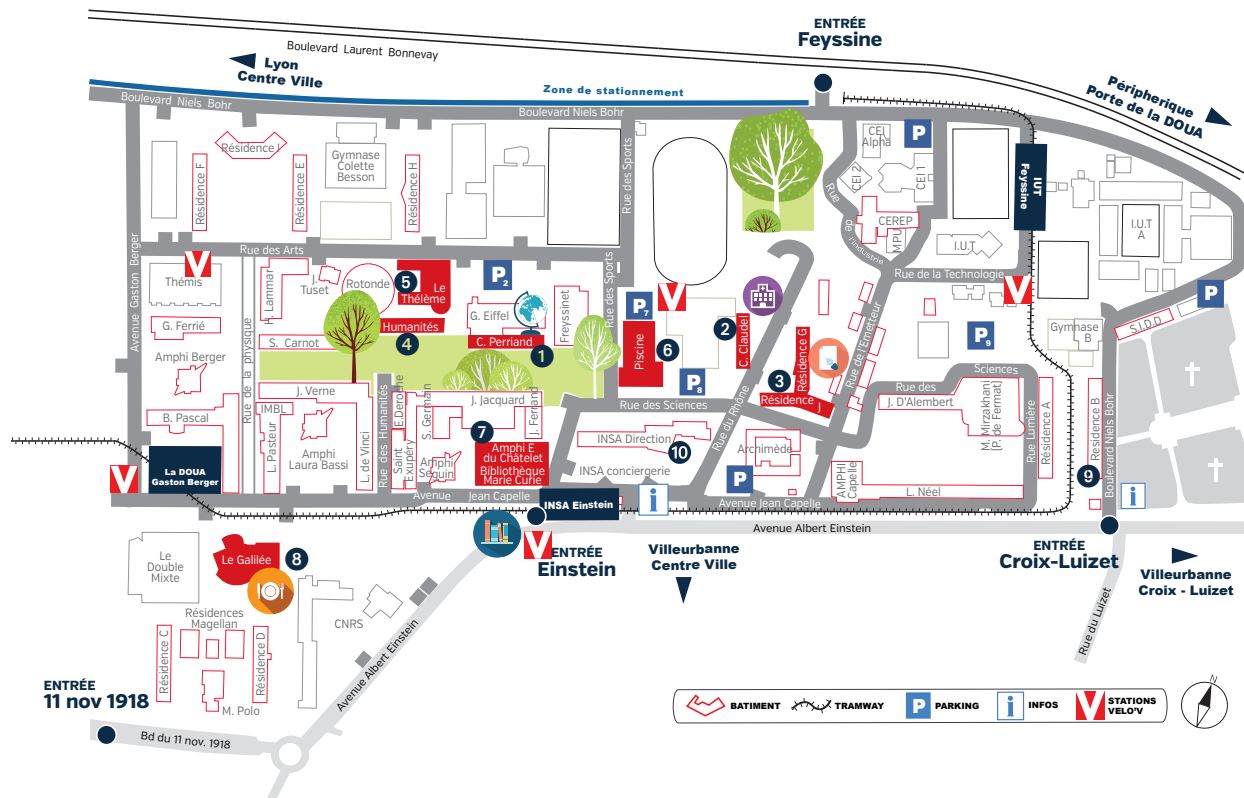 ENTRÉE
Feyssine
Boulevard Laurent Bonnevay
Lyon
Centre Ville
Zone de stationnement
Péripherique
Porte de la DOUA
Boulevard Niels Bohr
Boulevard Niels Bohr
Résidence I
Résidence F
Résidence E
Gymnase
Colette
Besson
Résidence H
Rue des Sports
CEI
Alpha
P
CEI 2
CEI 1
IUT
Feyssine
CEREP
MPU
I.U.T
I.U.T
A
Rue
de
l'industrie
Avenue Gaston Berger
Rue des Arts
Rue de la Technologie
V
Thémis
H. Lammar
J.
Tuset
Rotonde
5
Le
Thélème
P2
G. Eiffel
Freyssinet
Rue des Sports
P7
V
V
P
G. Ferrié
Rue de la physique
S. Carnot
Humanités
4
C. Perriand
1
Piscine
6
2
C. Claudel
Résidence G
Rue de l'Emetteur
P9
Gymnase
B
S.I.D.D
Amphi Berger
P8
3
Résidence
J
Sciences
Rue des
B. Pascal
IMBL
J. Verne
E.Deroche
S. German
J. Jacquard
J. Ferrand
Rue des Sciences
Rue du Rhône
J. D'Alembert
M. Mirzakhani
(P. de Fermat)
Rue Lumière
Résidence A
Résidence B
Boulevard Niels Bohr
L. Pasteur
Amphi
Laura Bassi
L. de Vinci
Rue des Humanités
Saint
Exupéry
Amphi
Seguin
7
Amphi E
du Châtelet
Bibliothèque
Marie Curie
INSA Direction
10
INSA conciergerie
Archimède
P
AMPHI
Capelle
L. Néel
9
V
La DOUA
Gaston Berger
Avenue
Jean Capelle
INSA Einstein
i
Avenue Jean Capelle
i
Avenue Albert Einstein
V
ENTRÉE
Einstein
Villeurbanne
Centre Ville
ENTRÉE
Croix-Luizet
Villeurbanne
Croix - Luizet
Rue du Luizet
Le
Double
Mixte
Le Galilée
8
Résidences
Magellan
CNRS
Résidence C
Résidence D
M. Polo
Avenue Albert Einstein
ENTRÉE
11 nov 1918
Bd du 11 nov. 1918
BATIMENT
TRAMWAY
P
PARKING
i
INFOS
V
STATIONS
VELO'V
N